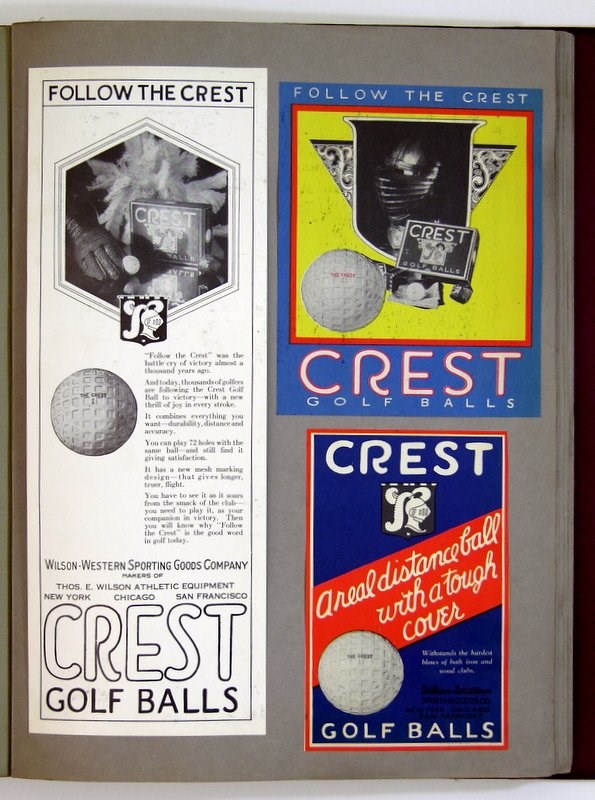 FOLLOW THE CREST
CREST
"Follow the Crest" was the
battle cry of victory almost a
thousand years ago.
And today, thousands of golfers
are following the Crest Golf
Ball to victory—with a new
thrill of joy in every stroke.
It combines everything you
want—durability, distance and
accuracy.
You can play 72 holes with the
same ball—and still find it
giving satisfaction.
It has a new mesh marking
design—that gives longer,
truer, flight.
You have to see it as it soars
from the smack of the club—
you need to play it, as your
companion in victory. Then
you will know why "Follow
the Crest" is the good word
in golf today.
THE CREST
WILSON-WESTERN SPORTING GOODS COMPANY
MAKERS OF
THOS. E. WILSON ATHLETIC EQUIPMENT
NEW YORK CHICAGO SAN FRANCISCO
CREST
GOLF BALLS
FOLLOW THE CREST
CREST
GOLF BALLS
THE CREST
CREST
GOLF BALLS
CREST
A real distance ball
with a tough
cover
Withstands the hardest
blows of both iron and
wood clubs.
THE CREST
GOLF BALLS